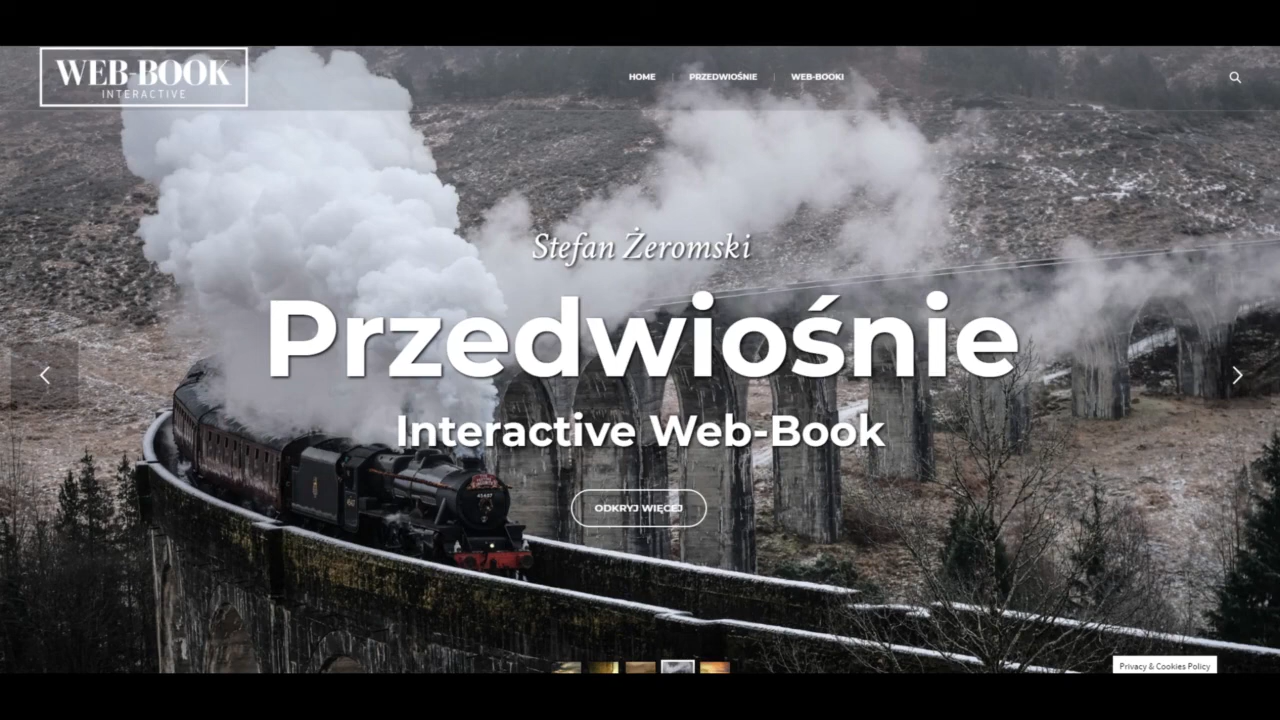 WEB-BOOK
INTERACTIVE
HOME
PRZEDWIOŚNIE
WEB-BOOKI
Stefan Żeromski
Przedwiośnie
Interactive Web-Book
ODKRYJ WIĘCEJ
Privacy & Cookies Policy